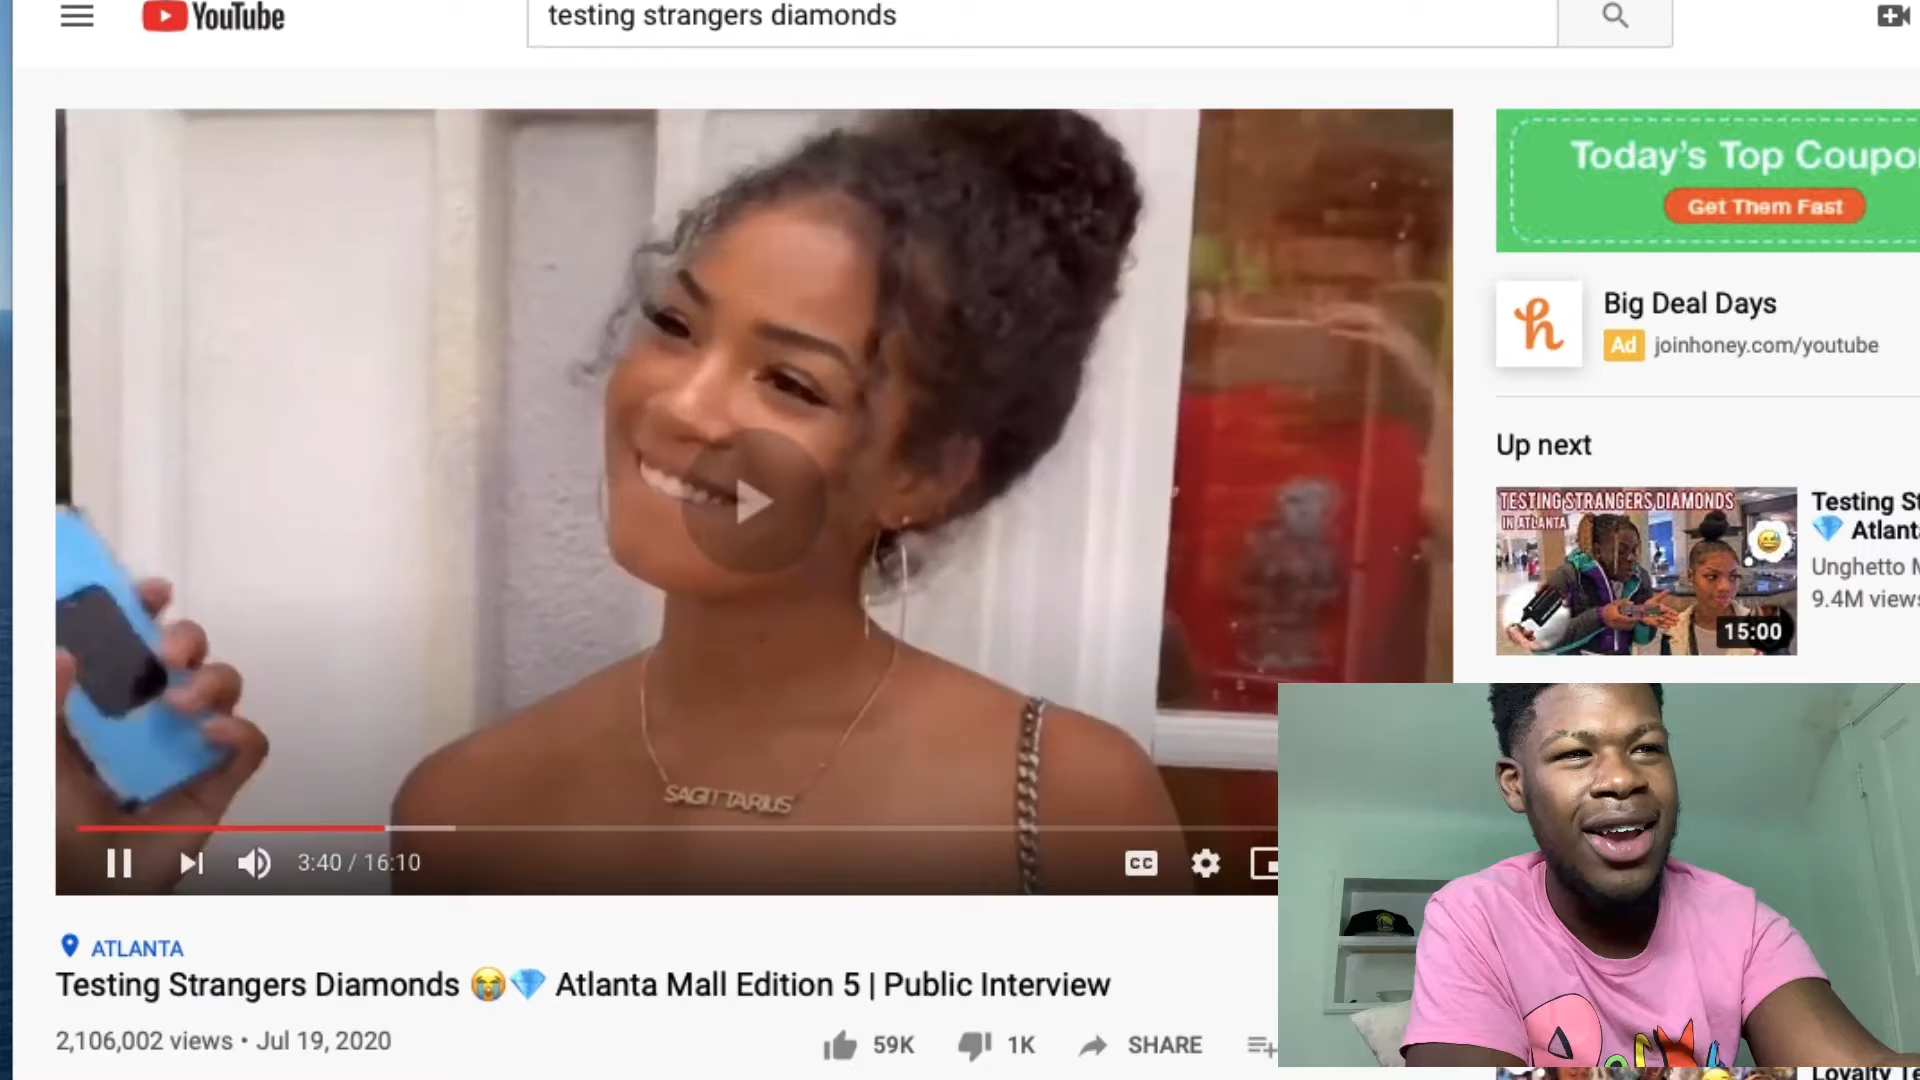 YouTube
testing strangers diamonds
Today's Top Coupo
Get Them Fast
Big Deal Days
Ad joinhoney.com/youtube
Up next
TESTING STRANGERS DIAMONDS
IN ATLANTA
15:00
Testing St
💎 Atlanta
Unghetto M
9.4M views
SAGITTARIUS
3:40 / 16:10
CC
ATLANTA
Testing Strangers Diamonds 😭💎 Atlanta Mall Edition 5 | Public Interview
2,106,002 views • Jul 19, 2020
59K
1K
SHARE
Loyalty Te